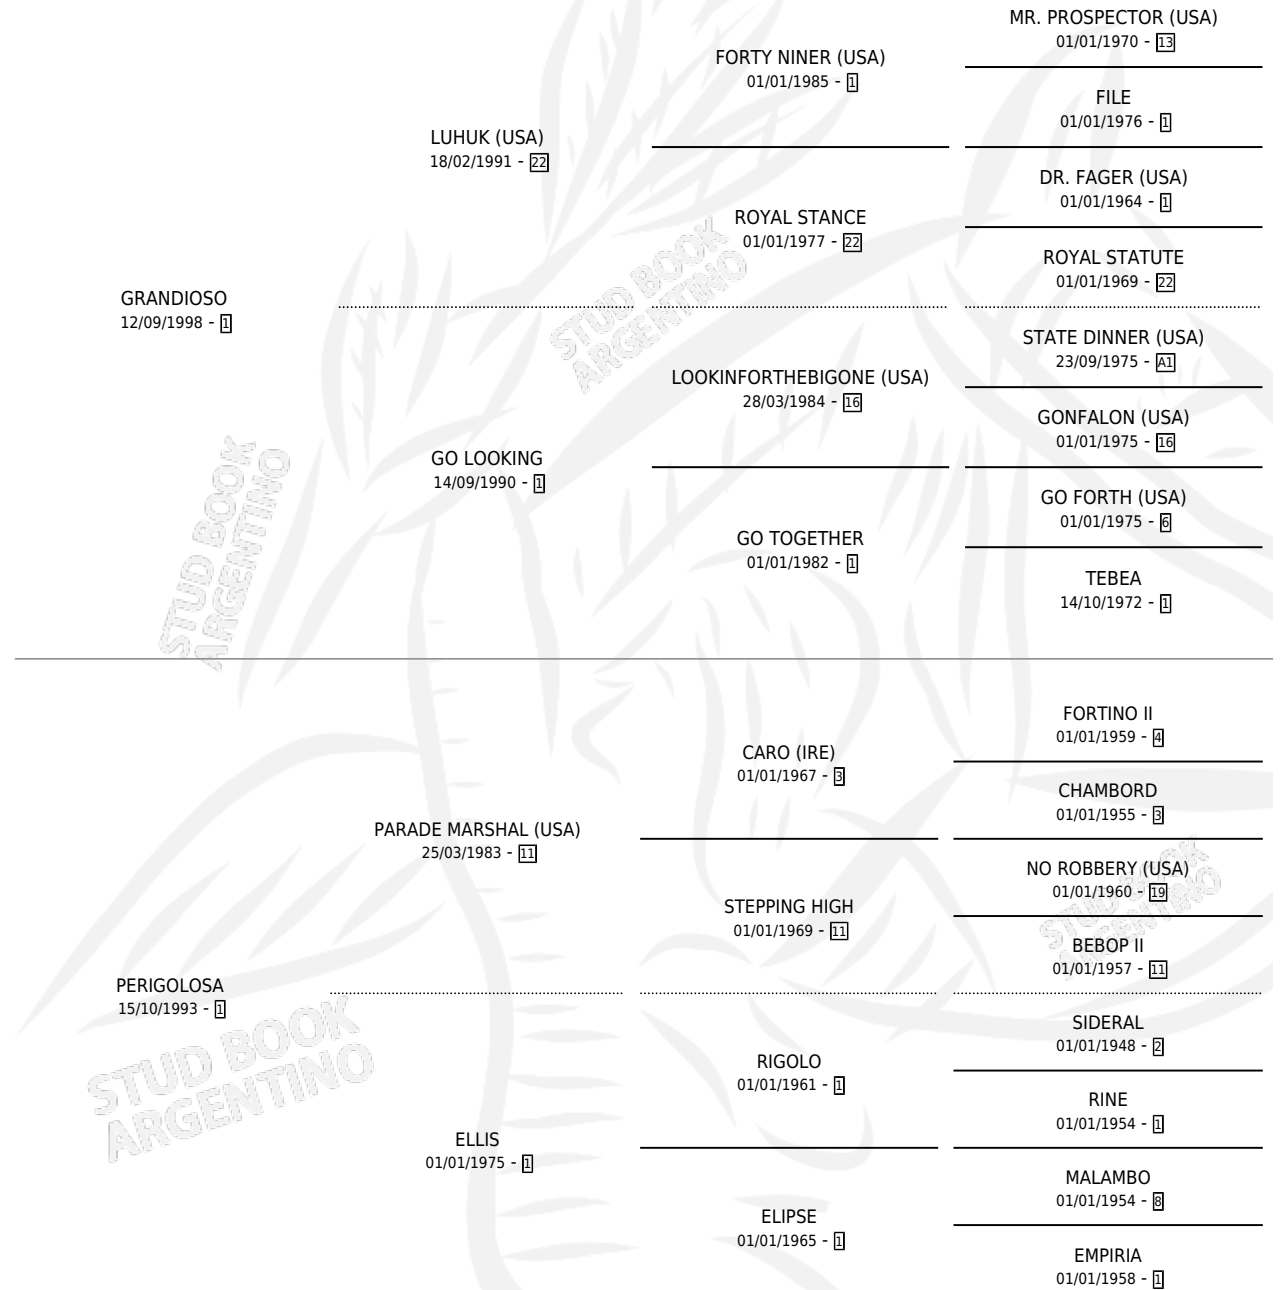 MR. PROSPECTOR (USA)
01/01/1970 - 13
FORTY NINER (USA)
01/01/1985 - 1
FILE
01/01/1976 - 1
LUHUK (USA)
18/02/1991 - 22
DR. FAGER (USA)
01/01/1964 - 1
ROYAL STANCE
01/01/1977 - 22
ROYAL STATUTE
01/01/1969 - 22
GRANDIOSO
12/09/1998 - 1
STUD BOOK
ARGENTINO
STATE DINNER (USA)
23/09/1975 - A1
LOOKINFORTHEBIGONE (USA)
28/03/1984 - 16
GONFALON (USA)
01/01/1975 - 16
GO LOOKING
14/09/1990 - 1
GO FORTH (USA)
01/01/1975 - 6
GO TOGETHER
01/01/1982 - 1
TEBEA
14/10/1972 - 1
STUD BOOK
ARGENTINO
FORTINO II
01/01/1959 - 4
CARO (IRE)
01/01/1967 - 3
CHAMBORD
01/01/1955 - 3
PARADE MARSHAL (USA)
25/03/1983 - 11
NO ROBBERY (USA)
01/01/1960 - 19
STEPPING HIGH
01/01/1969 - 11
BEBOP II
01/01/1957 - 11
STUD BOOK
ARGENTINO
PERIGOLOSA
15/10/1993 - 1
SIDERAL
01/01/1948 - 2
RIGOLO
01/01/1961 - 1
RINE
01/01/1954 - 1
STUD BOOK
ARGENTINO
ELLIS
01/01/1975 - 1
MALAMBO
01/01/1954 - 8
ELIPSE
01/01/1965 - 1
EMPIRIA
01/01/1958 - 1